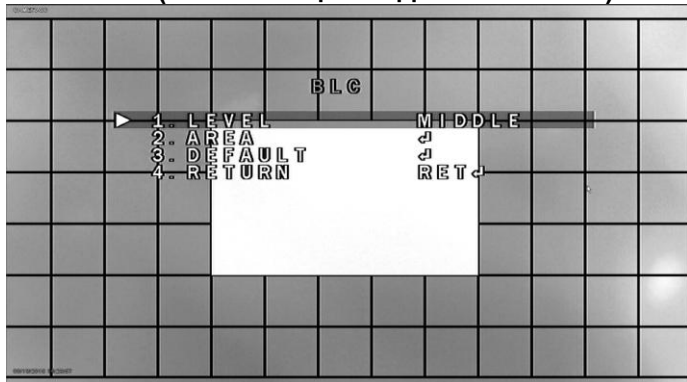 BLC
1. LEVEL MIDDLE
2. AREA ↲
3. DEFAULT ↲
4. RETURN RET↲